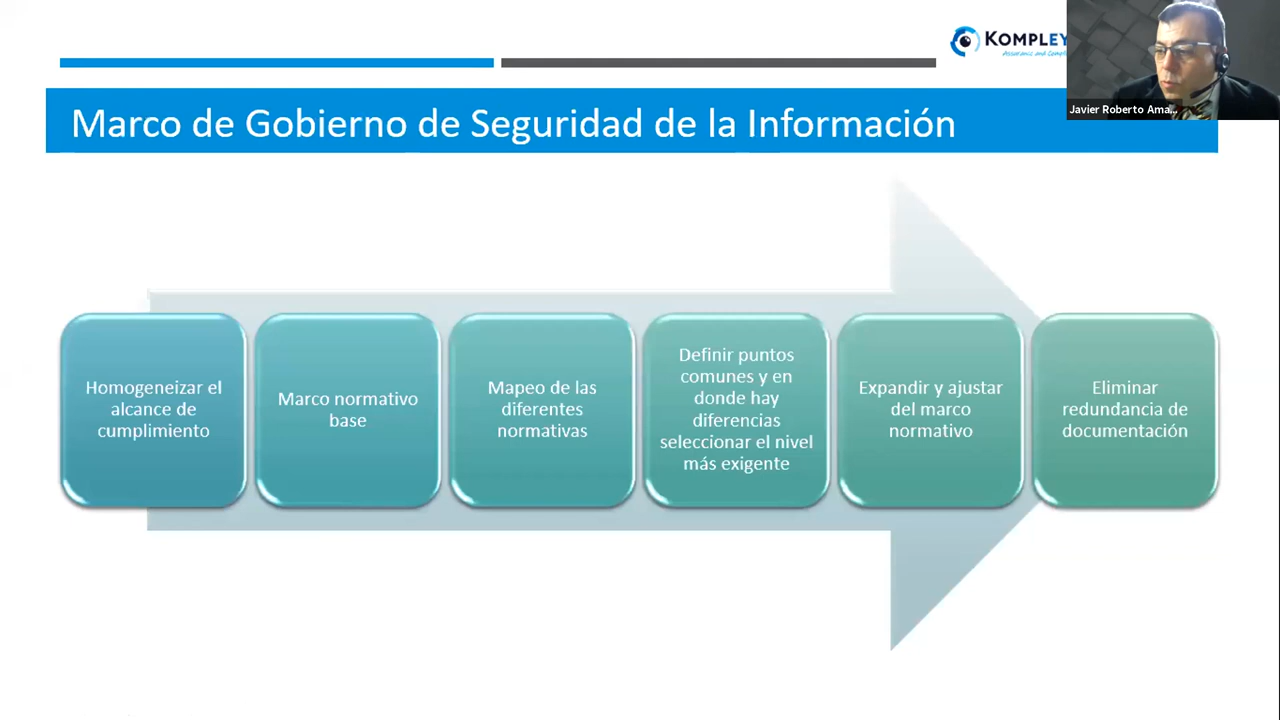 KOMPLEY
Javier Roberto Ama...
Marco de Gobierno de Seguridad de la Información
Homogeneizar el
alcance de
cumplimiento
Marco normativo
base
Mapeo de las
diferentes
normativas
Definir puntos
comunes y en
donde hay
diferencias
seleccionar el nivel
más exigente
Expandir y ajustar
del marco
normativo
Eliminar
redundancia de
documentación